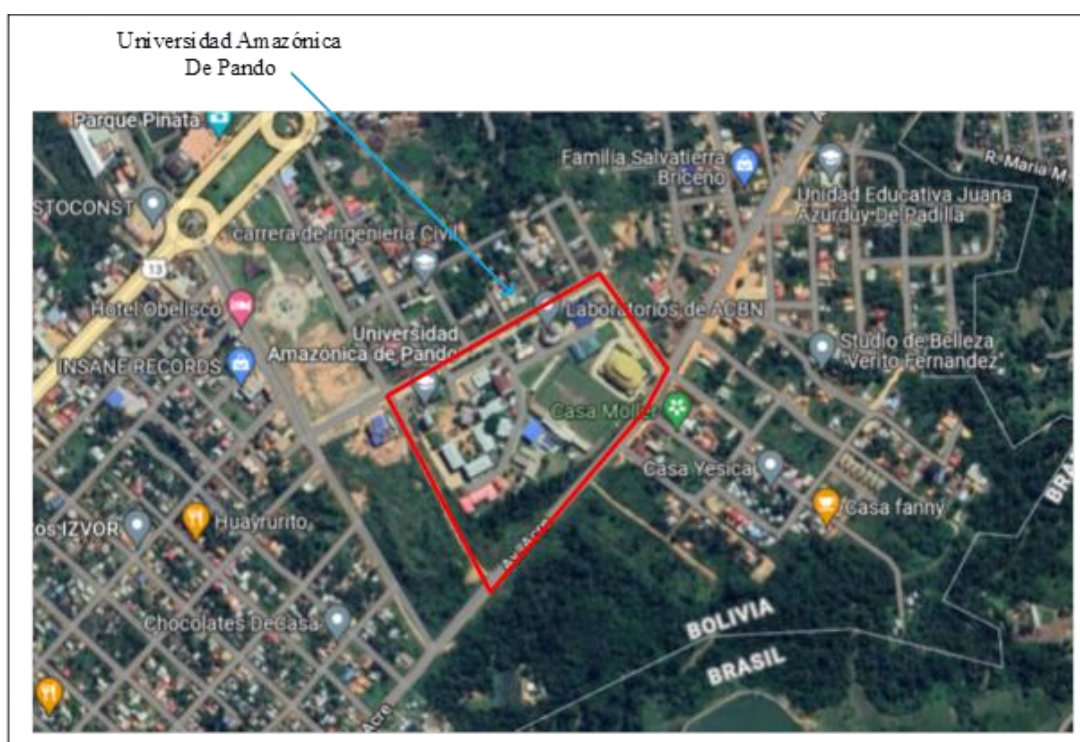 Universidad Amazónica
De Pando
Parque Piñata
Familia Salvatierra
Briceno
R. Maria M
Unidad Educativa Juana
Azurduy De Padilla
STOCONST
carrera de ingenieria Civil
13
Hotel Obelisco
Laboratorios de ACBN
Universidad
Amazónica de Pando
INSANE RECORDS
Studio de Belleza
"Verito Fernandez"
Casa Moller
Casa Yesica
BRA
Casa fanny
os IZVOR
Huayrurito
Av. Acre
Chocolates DeCasa
BOLIVIA
BRASIL
Acre